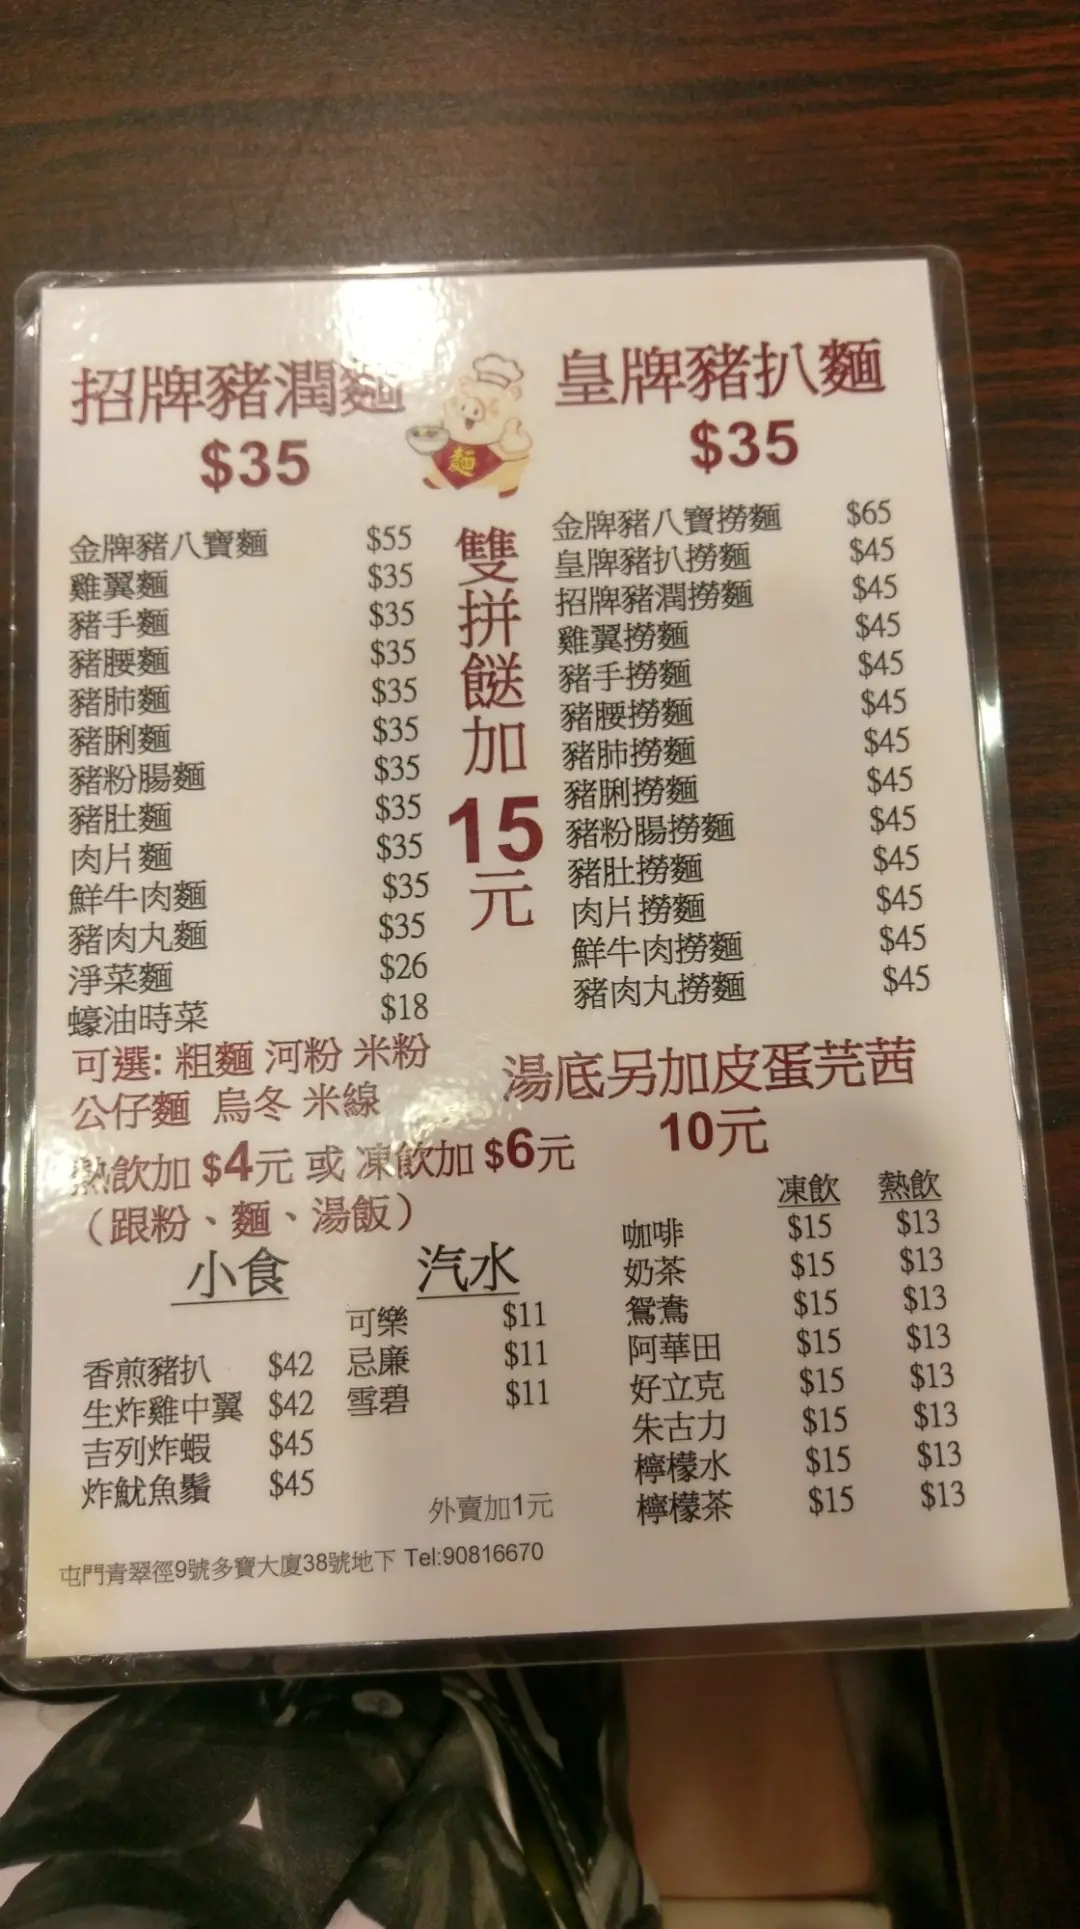 招牌豬潤麵
$35
皇牌豬扒麵
$35
麵
金牌豬八寶麵 $55
雞翼麵 $35
豬手麵 $35
豬腰麵 $35
豬肺麵 $35
豬脷麵 $35
豬粉腸麵 $35
豬肚麵 $35
肉片麵 $35
鮮牛肉麵 $35
豬肉丸麵 $35
淨菜麵 $26
蠔油時菜 $18
雙拼餸加15元
金牌豬八寶撈麵 $65
皇牌豬扒撈麵 $45
招牌豬潤撈麵 $45
雞翼撈麵 $45
豬手撈麵 $45
豬腰撈麵 $45
豬肺撈麵 $45
豬脷撈麵 $45
豬粉腸撈麵 $45
豬肚撈麵 $45
肉片撈麵 $45
鮮牛肉撈麵 $45
豬肉丸撈麵 $45
可選: 粗麵 河粉 米粉
公仔麵 烏冬 米線
熱飲加 $4元 或 凍飲加 $6元
（跟粉、麵、湯飯）
湯底另加皮蛋芫茜
10元
小食
香煎豬扒 $42
生炸雞中翼 $42
吉列炸蝦 $45
炸魷魚鬚 $45
汽水
可樂 $11
忌廉 $11
雪碧 $11
凍飲 熱飲
咖啡 $15 $13
奶茶 $15 $13
鴛鴦 $15 $13
阿華田 $15 $13
好立克 $15 $13
朱古力 $15 $13
檸檬水 $15 $13
檸檬茶 $15 $13
外賣加1元
屯門青翠徑9號多寶大廈38號地下 Tel:90816670